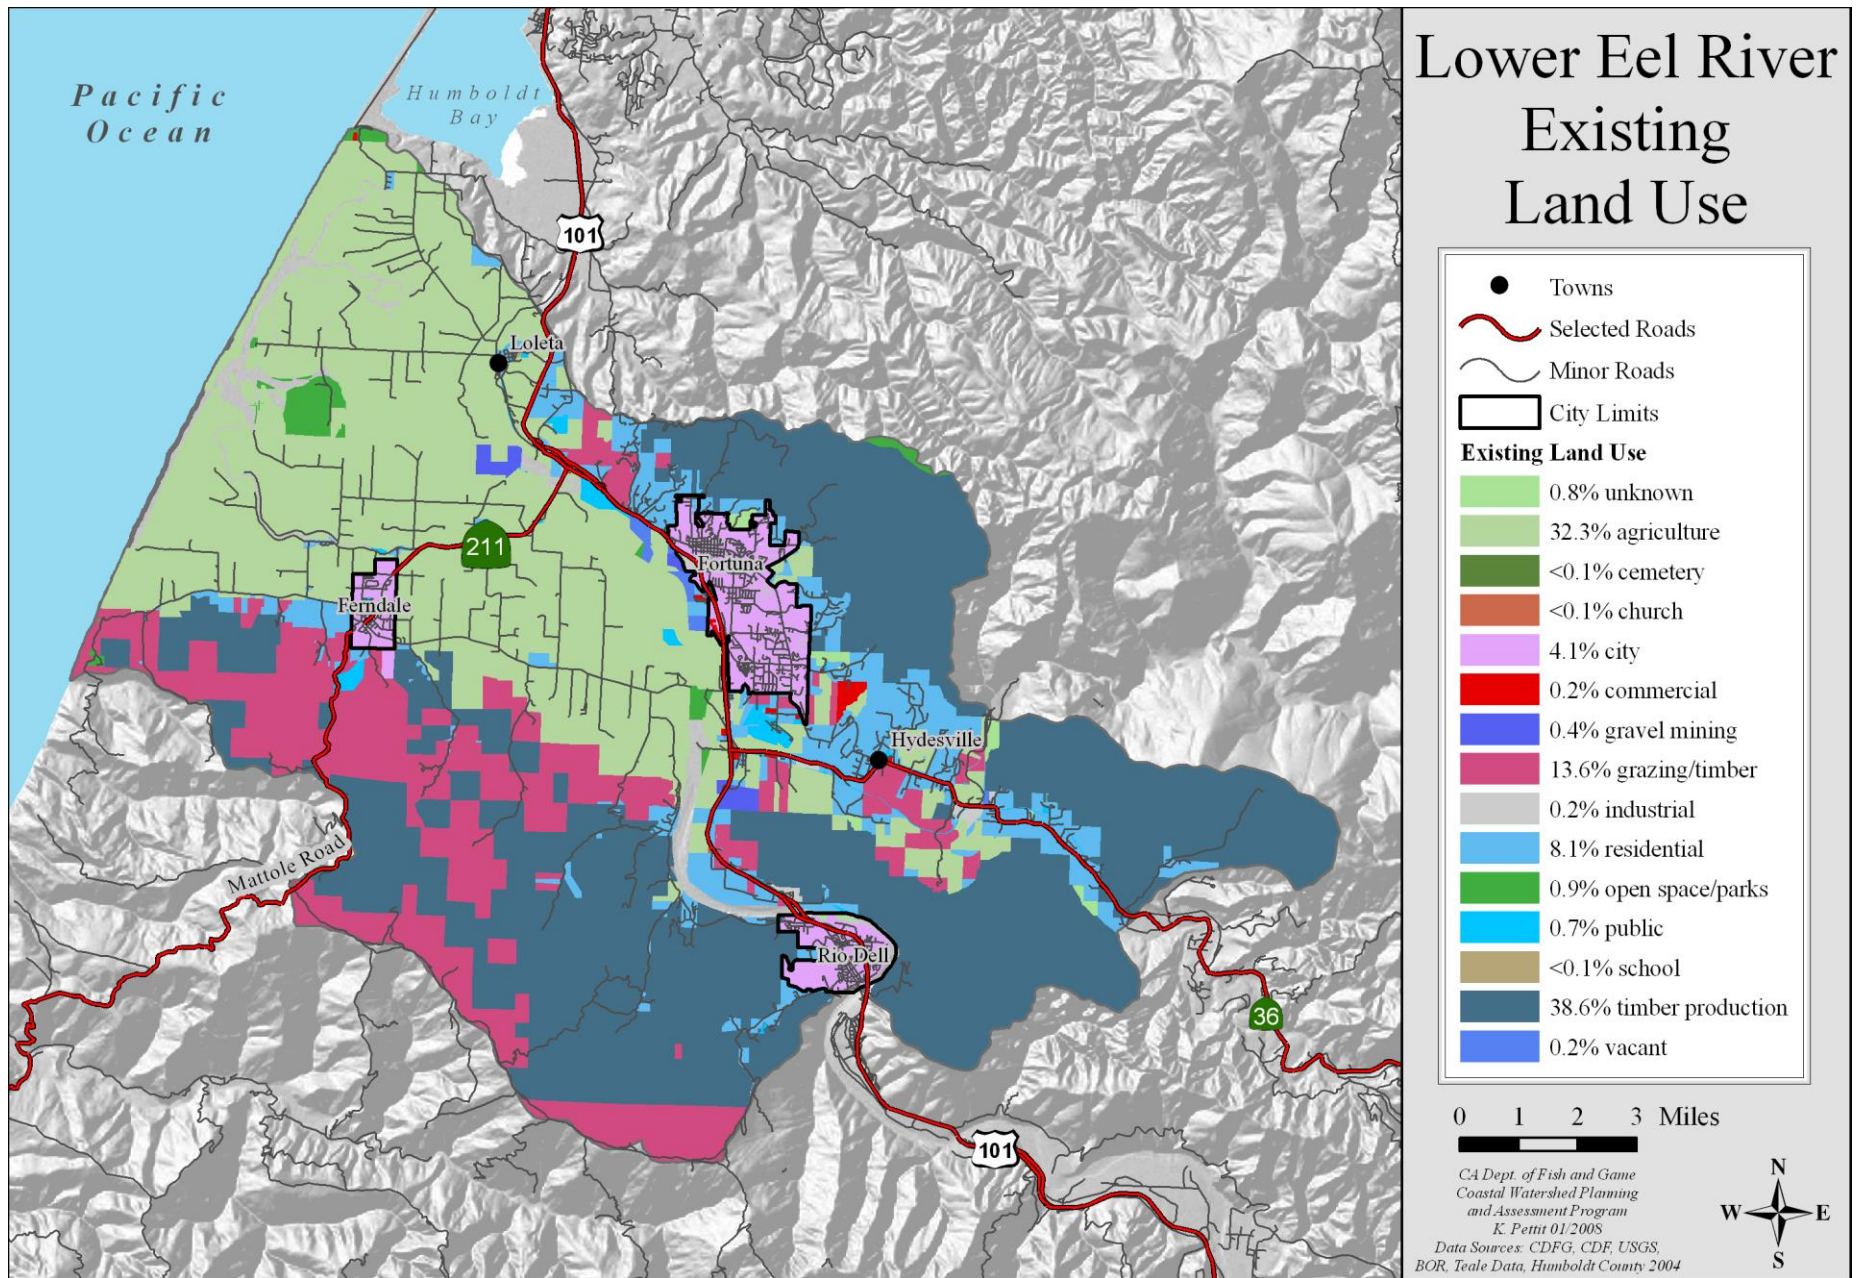 Lower Eel River
Existing
Land Use
Towns
Selected Roads
Minor Roads
City Limits
Existing Land Use
0.8% unknown
32.3% agriculture
<0.1% cemetery
<0.1% church
4.1% city
0.2% commercial
0.4% gravel mining
13.6% grazing/timber
0.2% industrial
8.1% residential
0.9% open space/parks
0.7% public
<0.1% school
38.6% timber production
0.2% vacant
0 1 2 3 Miles
CA Dept. of Fish and Game
Coastal Watershed Planning
and Assessment Program
K. Pettit 01/2008
Data Sources: CDFG, CDF, USGS,
BOR, Teale Data, Humboldt County 2004
N
W E
S
Pacific
Ocean
Humboldt
Bay
101
Loleta
211
Fortuna
Ferndale
Hydesville
Mattole Road
Rio Dell
36
101